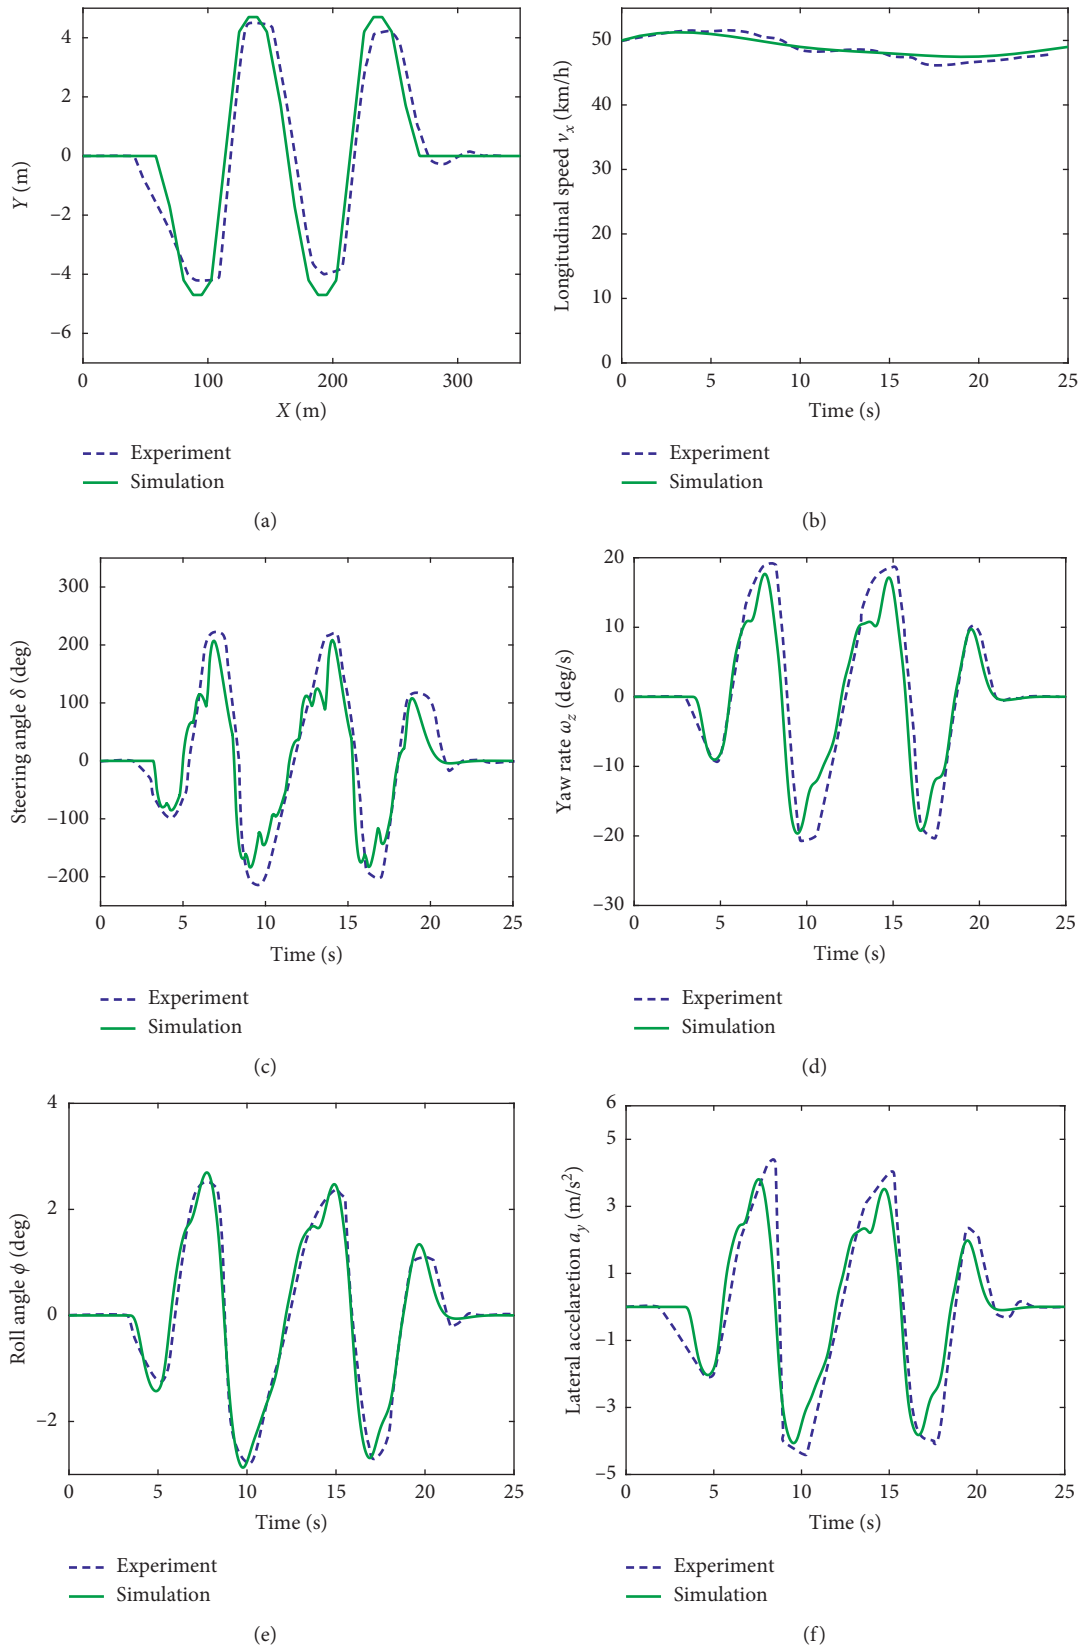 4
2
0
−2
−4
−6
Y (m)
0
100
200
300
X (m)
Experiment
Simulation
(a)
50
40
30
20
50
10
0
Longitudinal speed vx (km/h)
0
5
10
15
20
25
Time (s)
Experiment
Simulation
(b)
300
200
100
0
−100
−200
Steering angle δ (deg)
0
5
10
15
20
25
Time (s)
Experiment
Simulation
(c)
20
10
0
−10
−20
−30
Yaw rate ωz (deg/s)
0
5
10
15
20
25
Time (s)
Experiment
Simulation
(d)
4
2
0
−2
Roll angle ϕ (deg)
0
5
10
15
20
25
Time (s)
Experiment
Simulation
(e)
6
5
3
1
−1
−3
−5
Lateral accelaretion ay (m/s²)
0
5
10
15
20
25
Time (s)
Experiment
Simulation
(f)